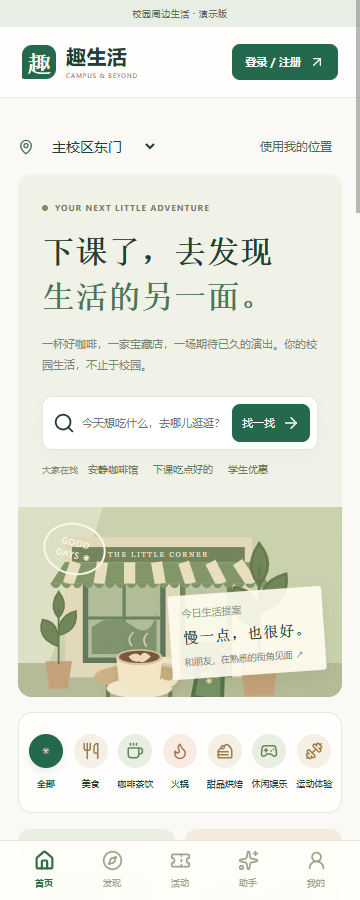 校园周边生活 · 演示版
趣 趣生活
CAMPUS & BEYOND
登录 / 注册
主校区东门
使用我的位置
YOUR NEXT LITTLE ADVENTURE
下课了，去发现
生活的另一面。
一杯好咖啡，一家宝藏店，一场期待已久的演出。你的校
园生活，不止于校园。
今天想吃什么，去哪儿逛逛？
找一找
大家在找 安静咖啡馆 下课吃点好的 学生优惠
GOOD
DAYS
THE LITTLE CORNER
今日生活提案
慢一点，也很好。
和朋友，在熟悉的街角见面 ↗
全部 美食 咖啡茶饮 火锅 甜品烘焙 休闲娱乐 运动体验
首页 发现 活动 助手 我的